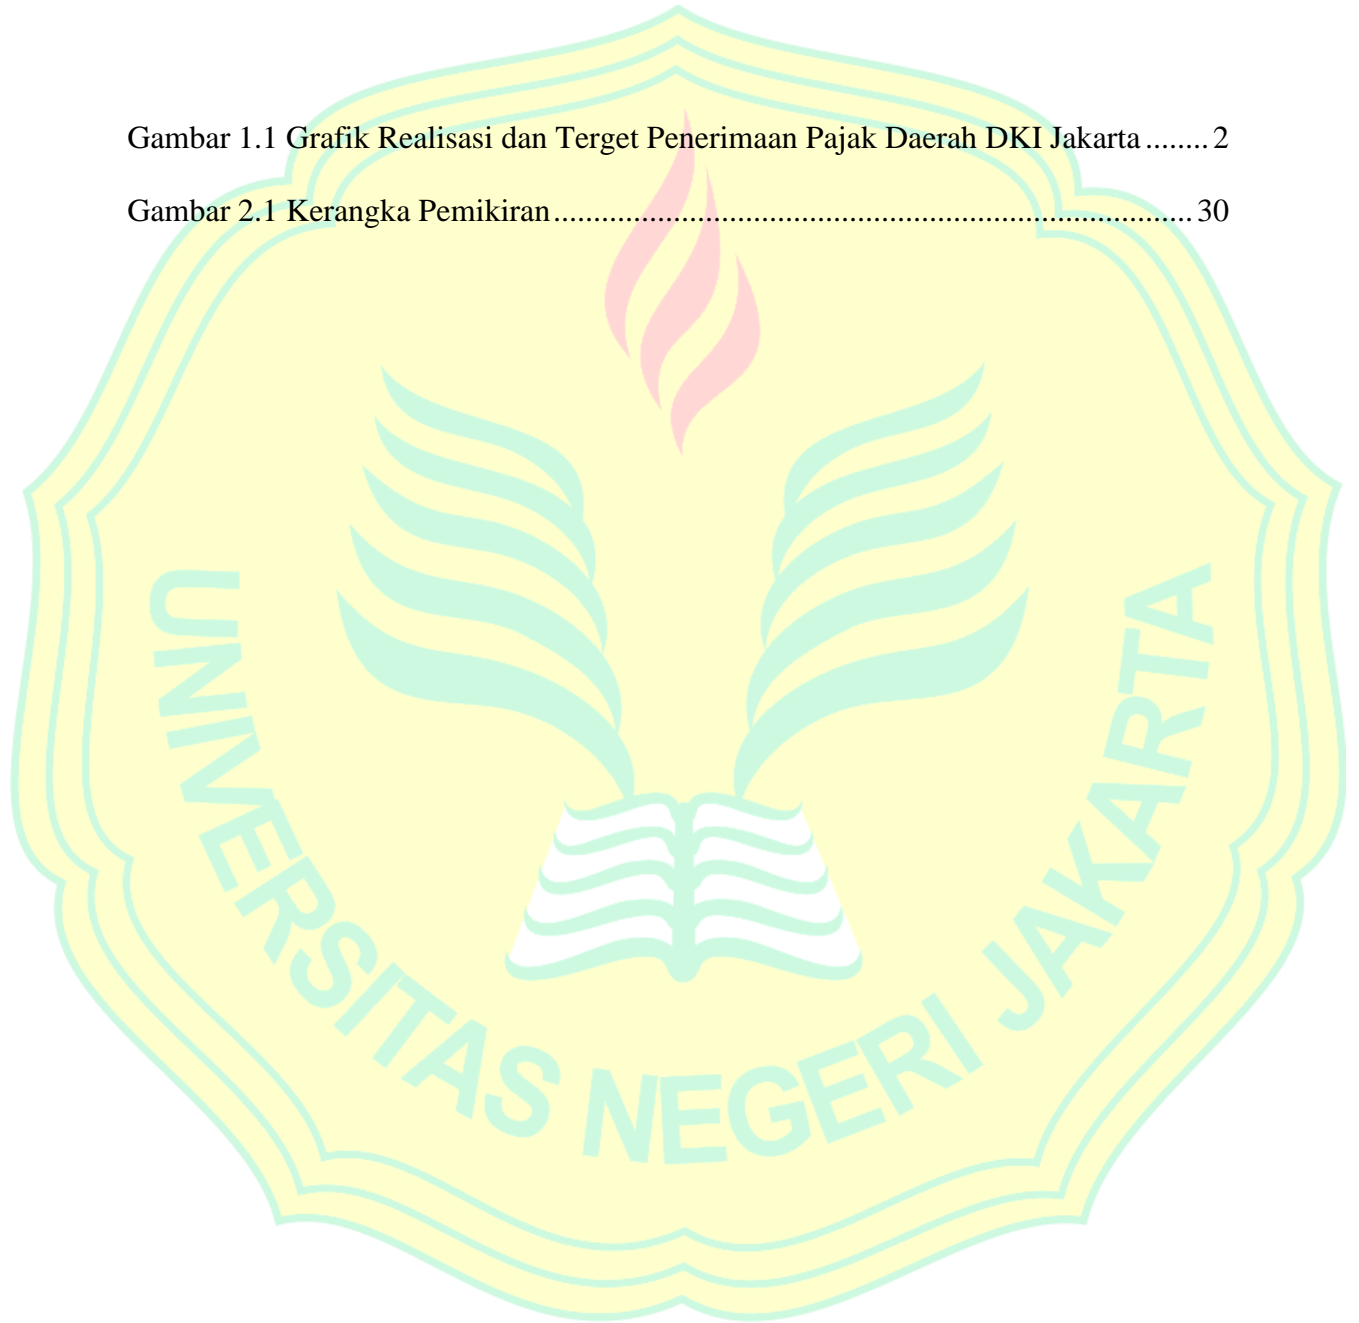 Gambar 1.1 Grafik Realisasi dan Terget Penerimaan Pajak Daerah DKI Jakarta ........ 2
Gambar 2.1 Kerangka Pemikiran ................................................................................ 30
UNIVERSITAS NEGERI JAKARTA